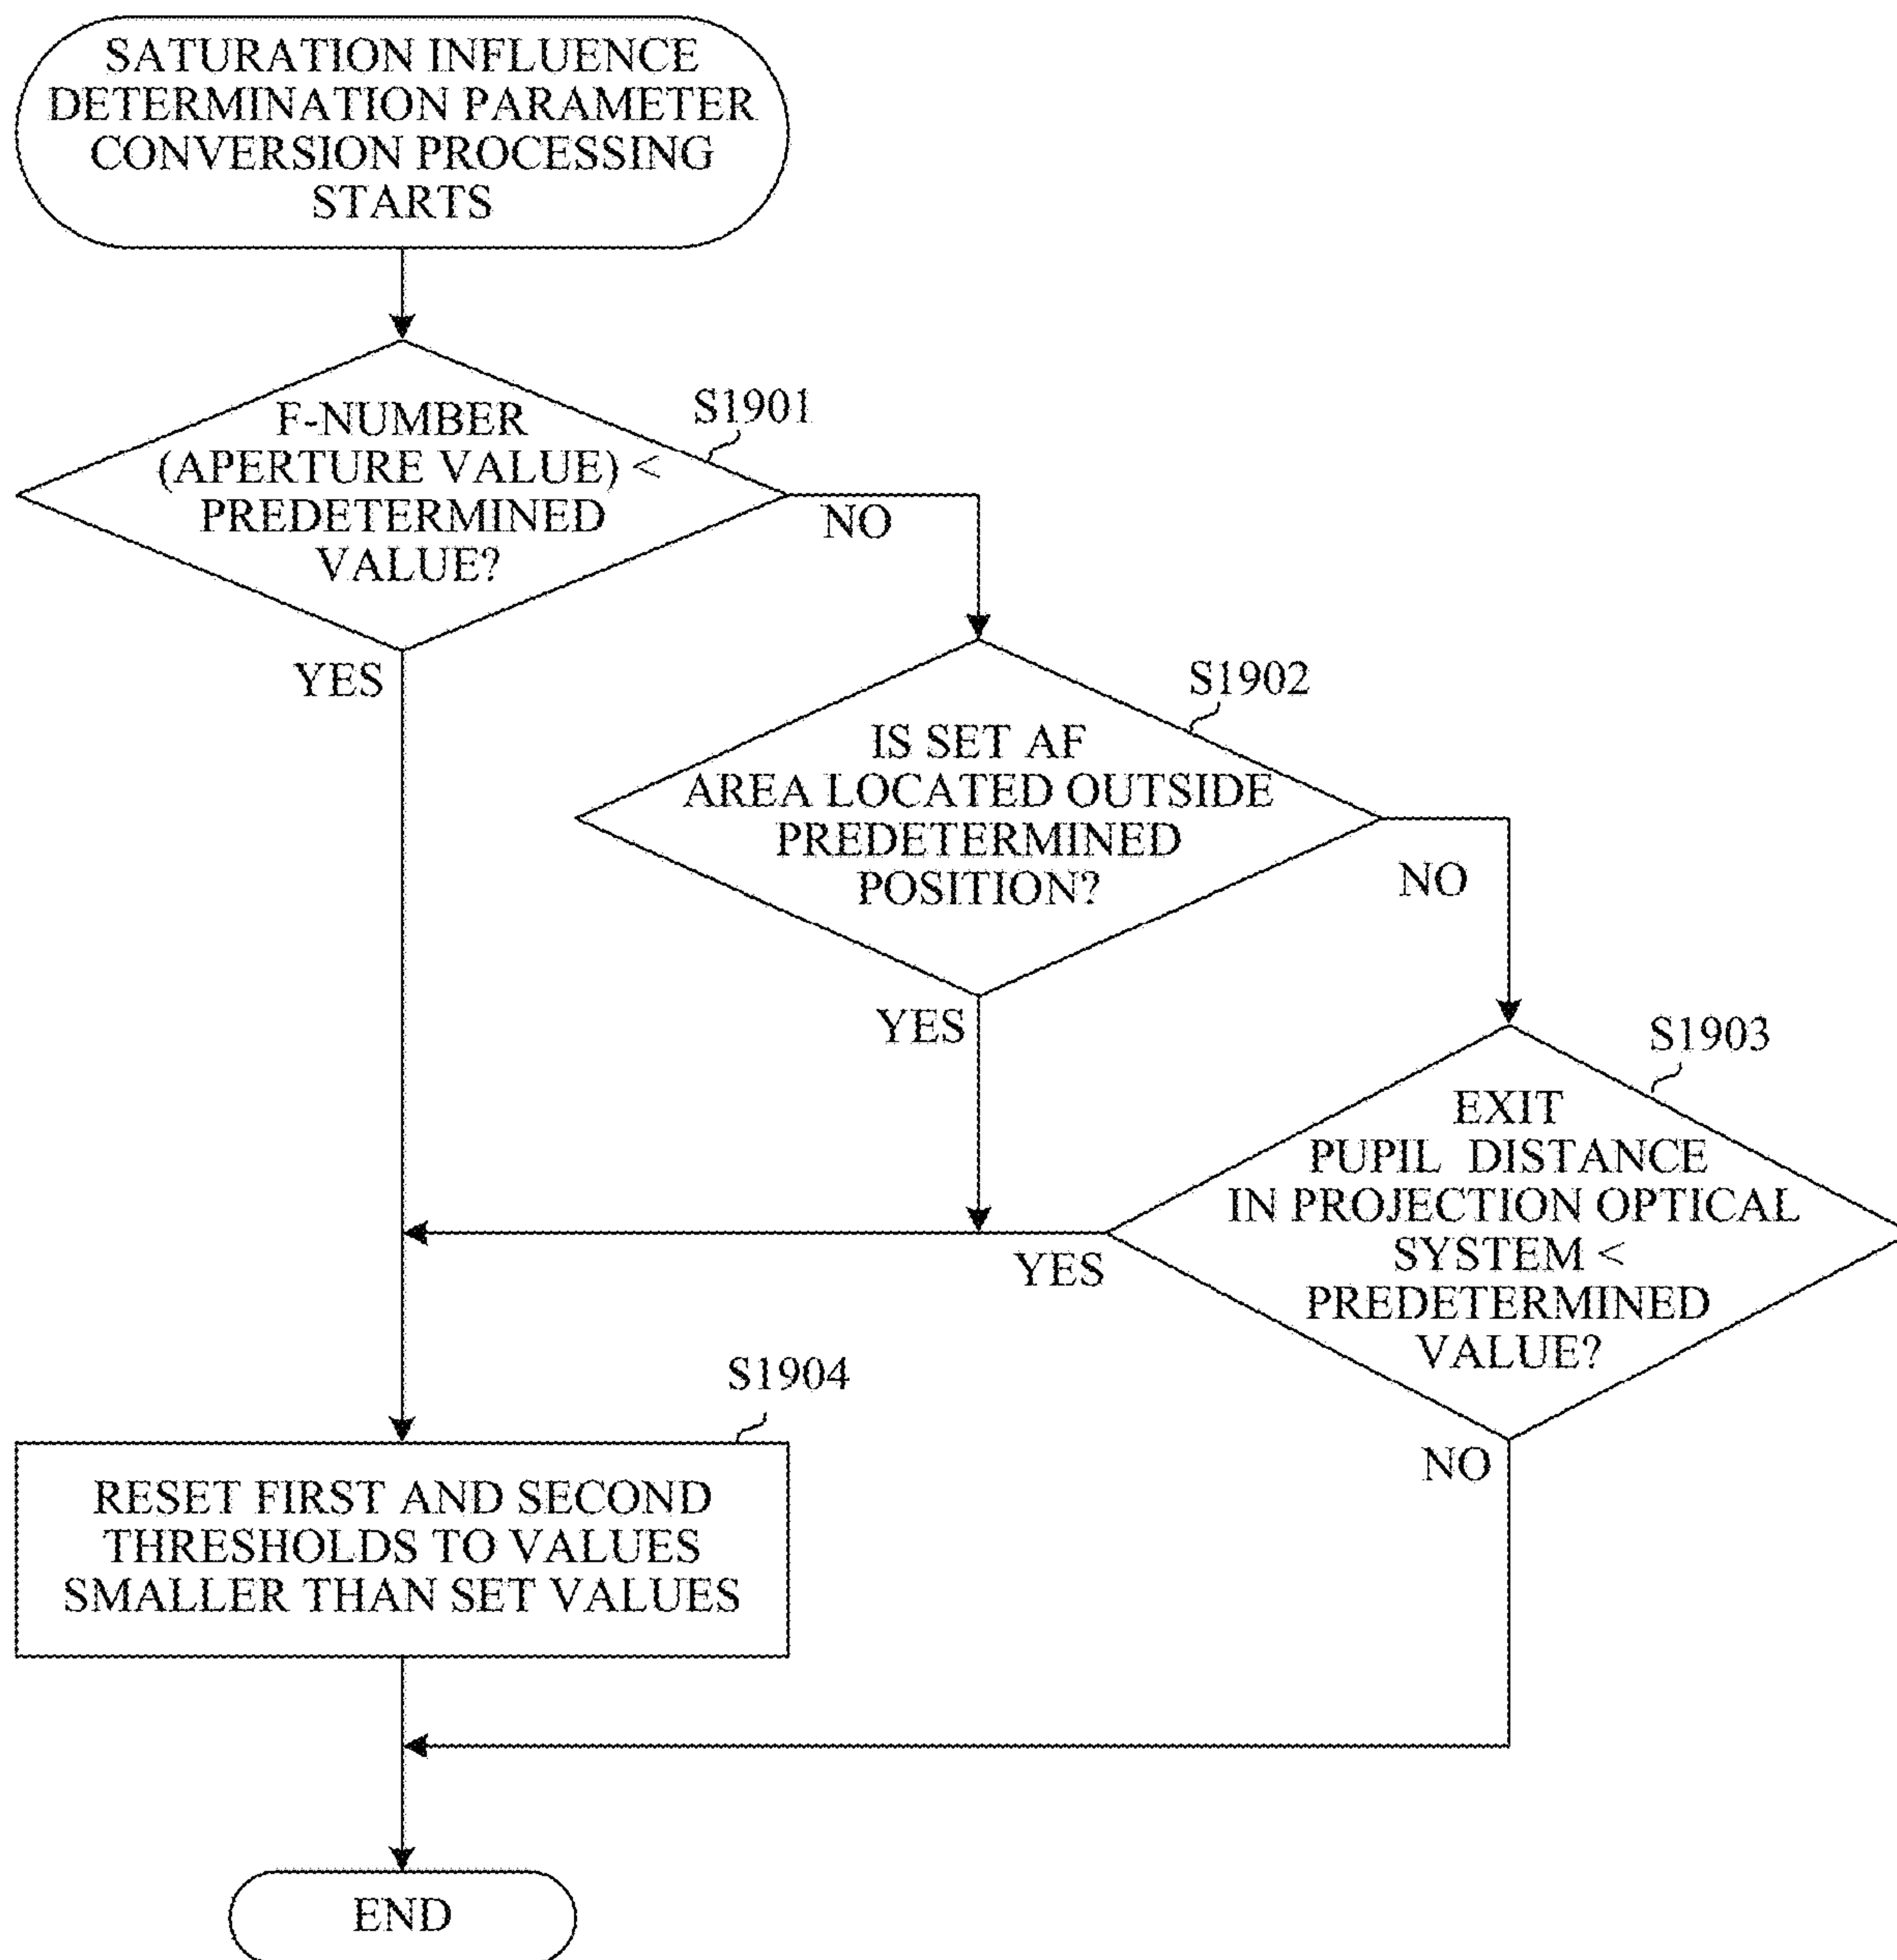 SATURATION INFLUENCE
DETERMINATION PARAMETER
CONVERSION PROCESSING
STARTS
S1901
F-NUMBER
(APERTURE VALUE) <
PREDETERMINED
VALUE?
NO
YES
S1902
IS SET AF
AREA LOCATED OUTSIDE
PREDETERMINED
POSITION?
NO
YES
S1903
EXIT
PUPIL DISTANCE
IN PROJECTION OPTICAL
SYSTEM <
PREDETERMINED
VALUE?
YES
NO
S1904
RESET FIRST AND SECOND
THRESHOLDS TO VALUES
SMALLER THAN SET VALUES
END